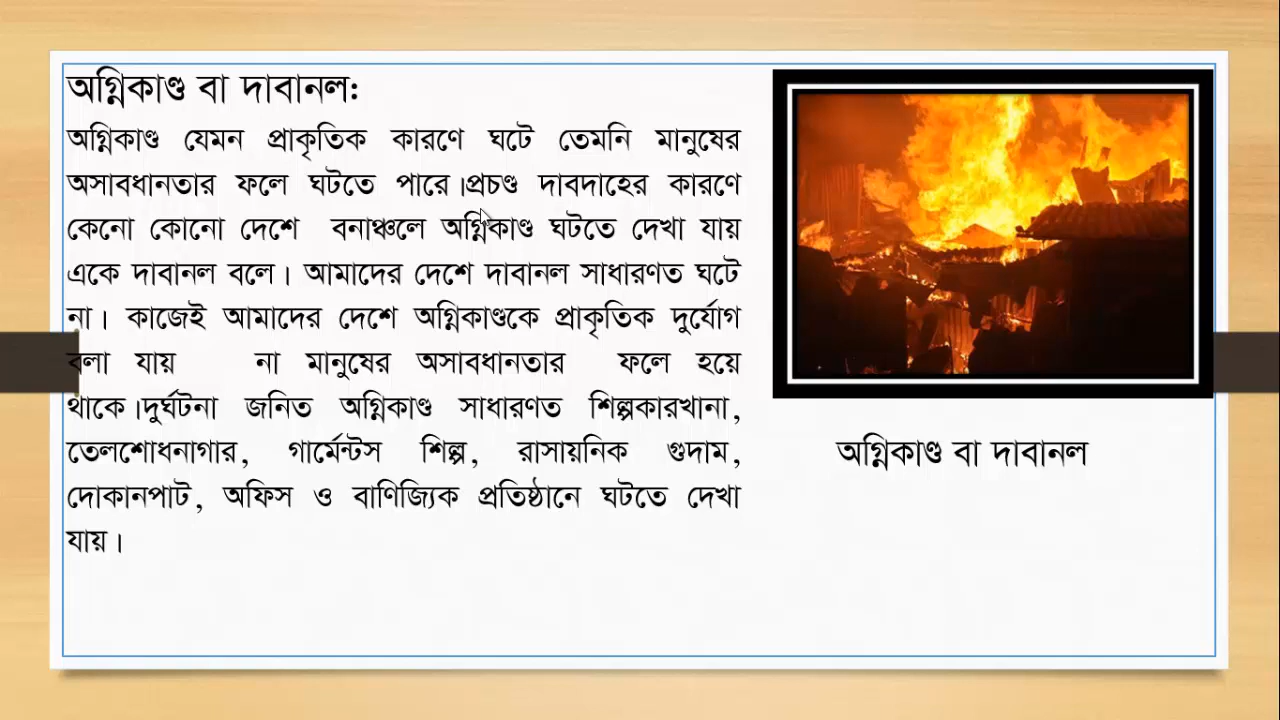 অগ্নিকাণ্ড বা দাবানল:
অগ্নিকাণ্ড যেমন প্রাকৃতিক কারণে ঘটে তেমনি মানুষের
অসাবধানতার ফলে ঘটতে পারে।প্রচণ্ড দাবদাহের কারণে
কেনো কোনো দেশে বনাঞ্চলে অগ্নিকাণ্ড ঘটতে দেখা যায়
একে দাবানল বলে। আমাদের দেশে দাবানল সাধারণত ঘটে
না। কাজেই আমাদের দেশে অগ্নিকাণ্ডকে প্রাকৃতিক দুর্যোগ
বলা যায় না মানুষের অসাবধানতার ফলে হয়ে
থাকে।দুর্ঘটনা জনিত অগ্নিকাণ্ড সাধারণত শিল্পকারখানা,
তেলশোধনাগার, গার্মেন্টস শিল্প, রাসায়নিক গুদাম,
দোকানপাট, অফিস ও বাণিজ্যিক প্রতিষ্ঠানে ঘটতে দেখা
যায়।
অগ্নিকাণ্ড বা দাবানল